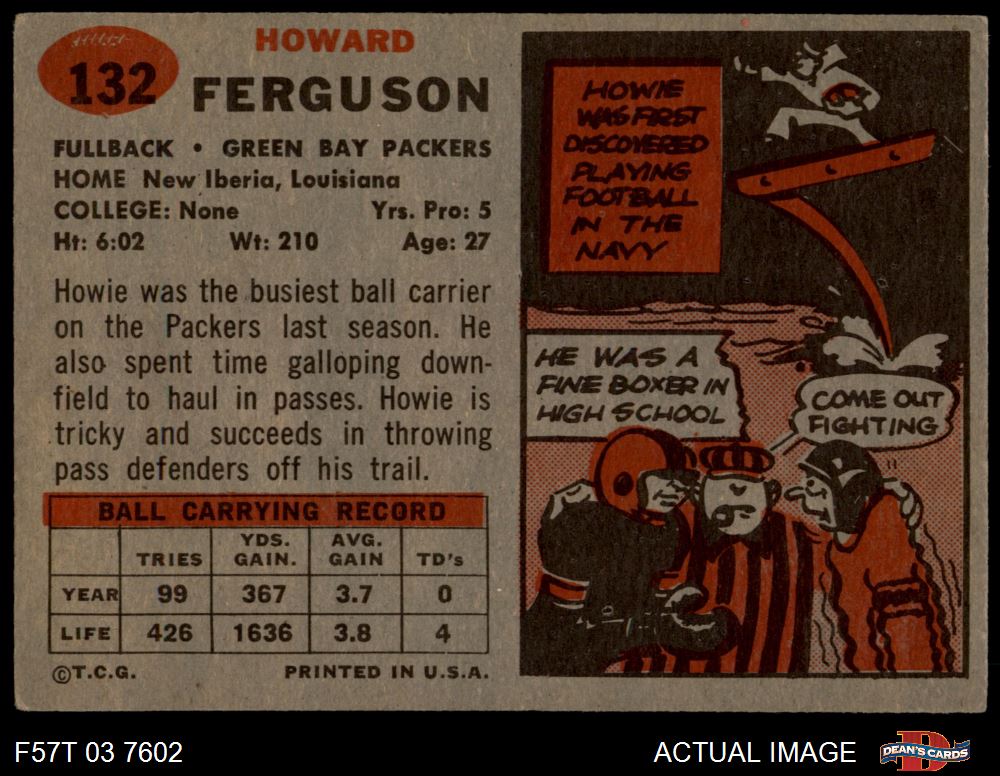 132
HOWARD
FERGUSON
FULLBACK • GREEN BAY PACKERS
HOME New Iberia, Louisiana
COLLEGE: None Yrs. Pro: 5
Ht: 6:02 Wt: 210 Age: 27
Howie was the busiest ball carrier
on the Packers last season. He
also spent time galloping down-
field to haul in passes. Howie is
tricky and succeeds in throwing
pass defenders off his trail.
BALL CARRYING RECORD
TRIES YDS. GAIN. AVG. GAIN TD's
YEAR 99 367 3.7 0
LIFE 426 1636 3.8 4
©T.C.G. PRINTED IN U.S.A.
HOWIE
WAS FIRST
DISCOVERED
PLAYING
FOOTBALL
IN THE
NAVY
HE WAS A
FINE BOXER IN
HIGH SCHOOL
COME OUT
FIGHTING
F57T 03 7602
ACTUAL IMAGE
DEAN'S CARDS